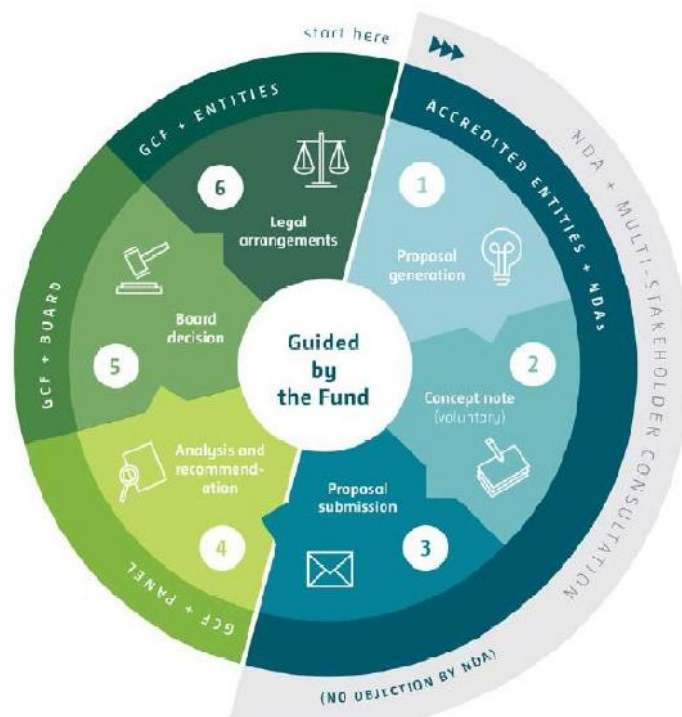 start here
ACCREDITED ENTITIES + NDAs
NDA + MULTI-STAKEHOLDER CONSULTATION
(NO OBJECTION BY NDA)
GCF + ENTITIES
GCF + BOARD
GCF + PANEL
Guided
by
the Fund
1
Proposal
generation
2
Concept note
(voluntary)
3
Proposal
submission
4
Analysis and
recommend-
ation
5
Board
decision
6
Legal
arrangements